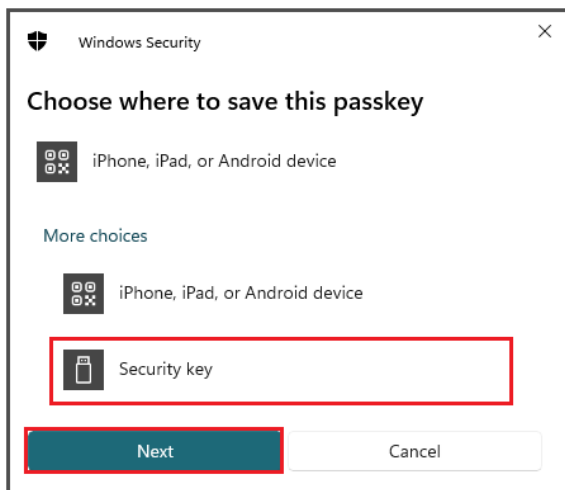 Windows Security
Choose where to save this passkey
iPhone, iPad, or Android device
More choices
iPhone, iPad, or Android device
Security key
Next
Cancel